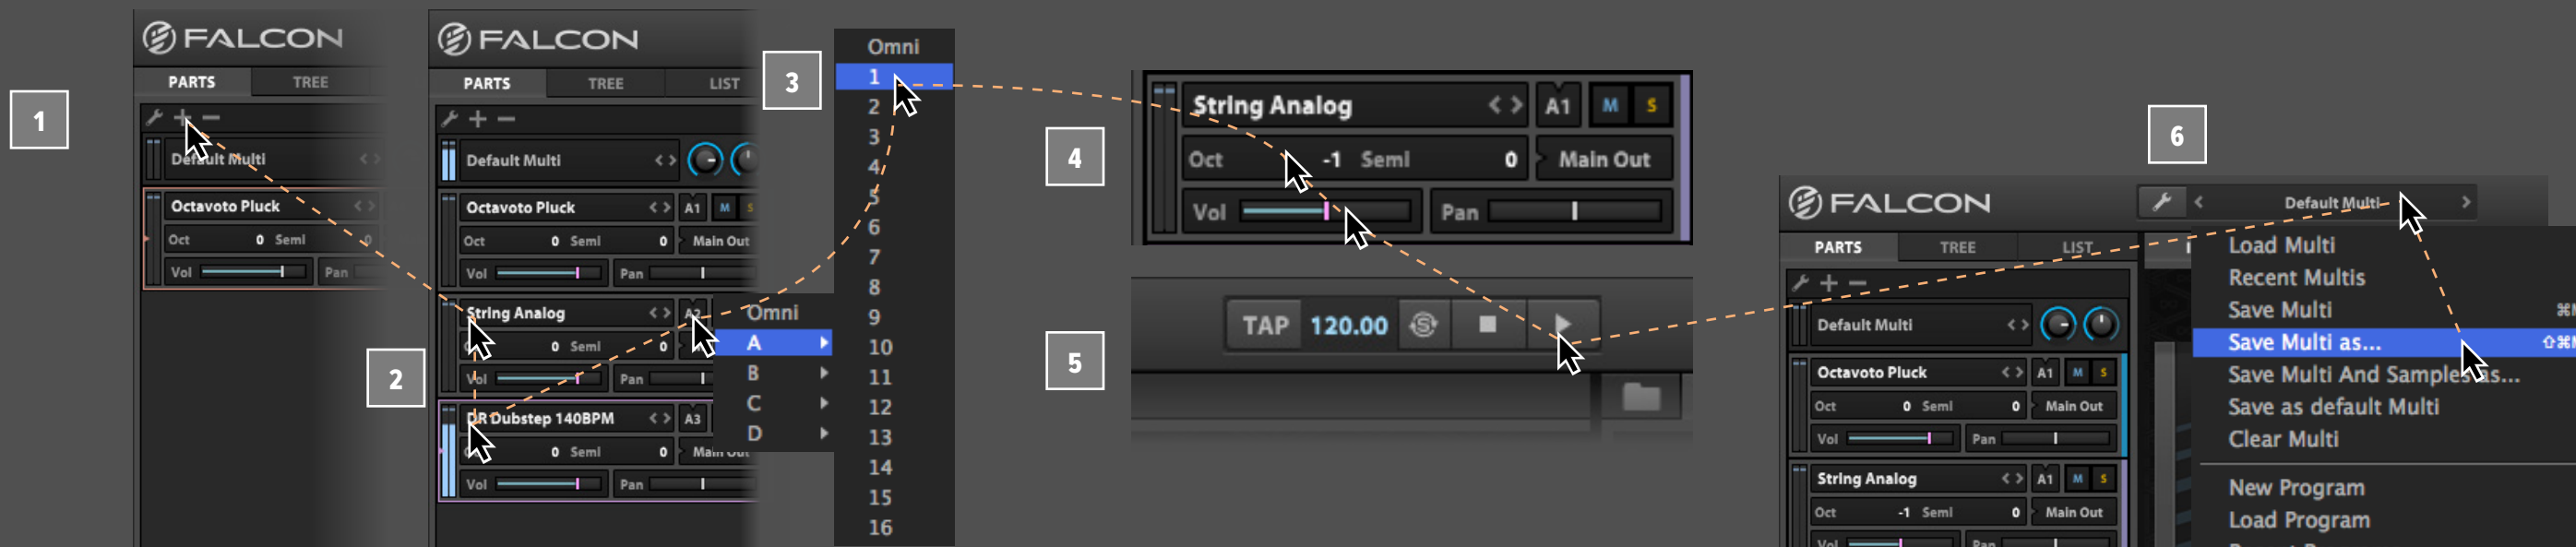 1
FALCON
PARTS TREE
Default Multi
Octavoto Pluck
Oct 0 Semi 0
Vol Pan
2
FALCON
PARTS TREE LIST
Default Multi
Octavoto Pluck A1 M S
Oct 0 Semi 0 Main Out
Vol Pan
String Analog A2
0 Semi 0
Vol Pan
DR Dubstep 140BPM A3
0 Semi 0 Main Out
Vol Pan
Omni
A
B
C
D
3
Omni
1
2
3
4
5
6
7
8
9
10
11
12
13
14
15
16
4
String Analog A1 M S
Oct -1 Semi 0 Main Out
Vol Pan
5
TAP 120.00
6
FALCON Default Multi
PARTS TREE LIST
Default Multi
Octavoto Pluck A1 M S
Oct 0 Semi 0 Main Out
Vol Pan
String Analog A1 M S
Oct -1 Semi 0 Main Out
Vol Pan
Load Multi
Recent Multis
Save Multi
Save Multi as...
Save Multi And Samples as...
Save as default Multi
Clear Multi
New Program
Load Program